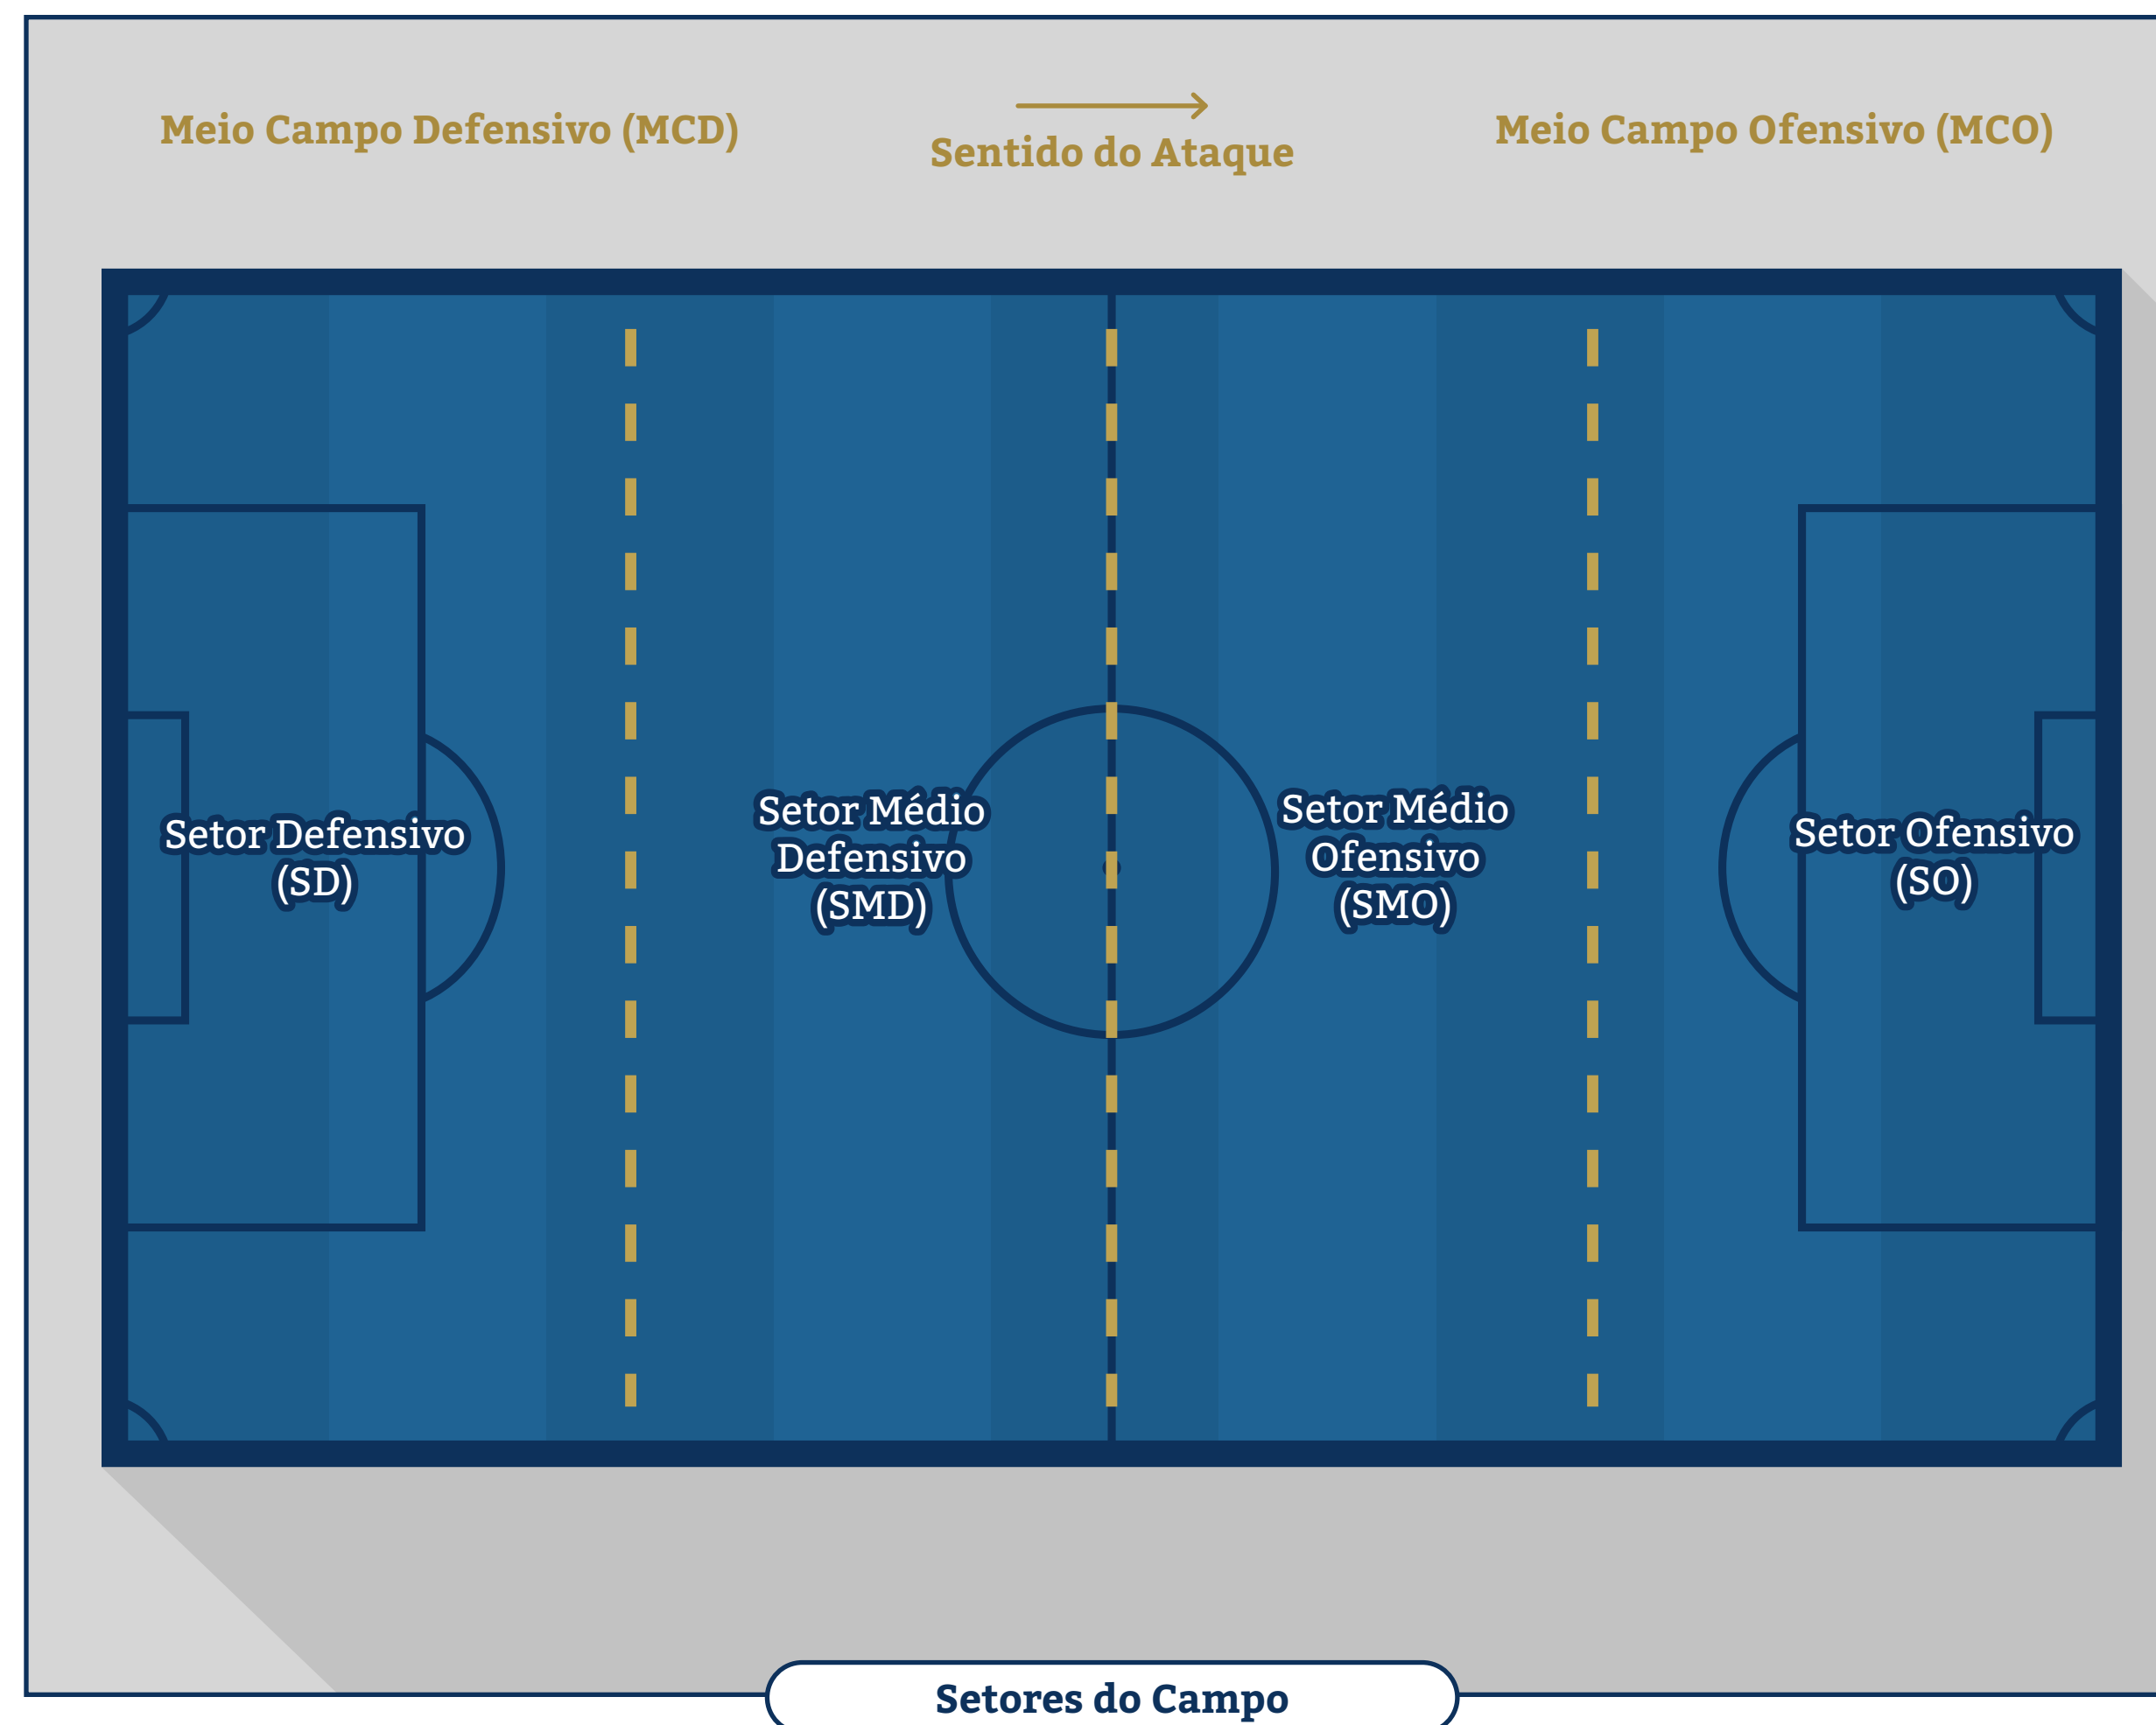 Meio Campo Defensivo (MCD)
Sentido do Ataque
Meio Campo Ofensivo (MCO)
Setor Defensivo
(SD)
Setor Médio
Defensivo
(SMD)
Setor Médio
Ofensivo
(SMO)
Setor Ofensivo
(SO)
Setores do Campo